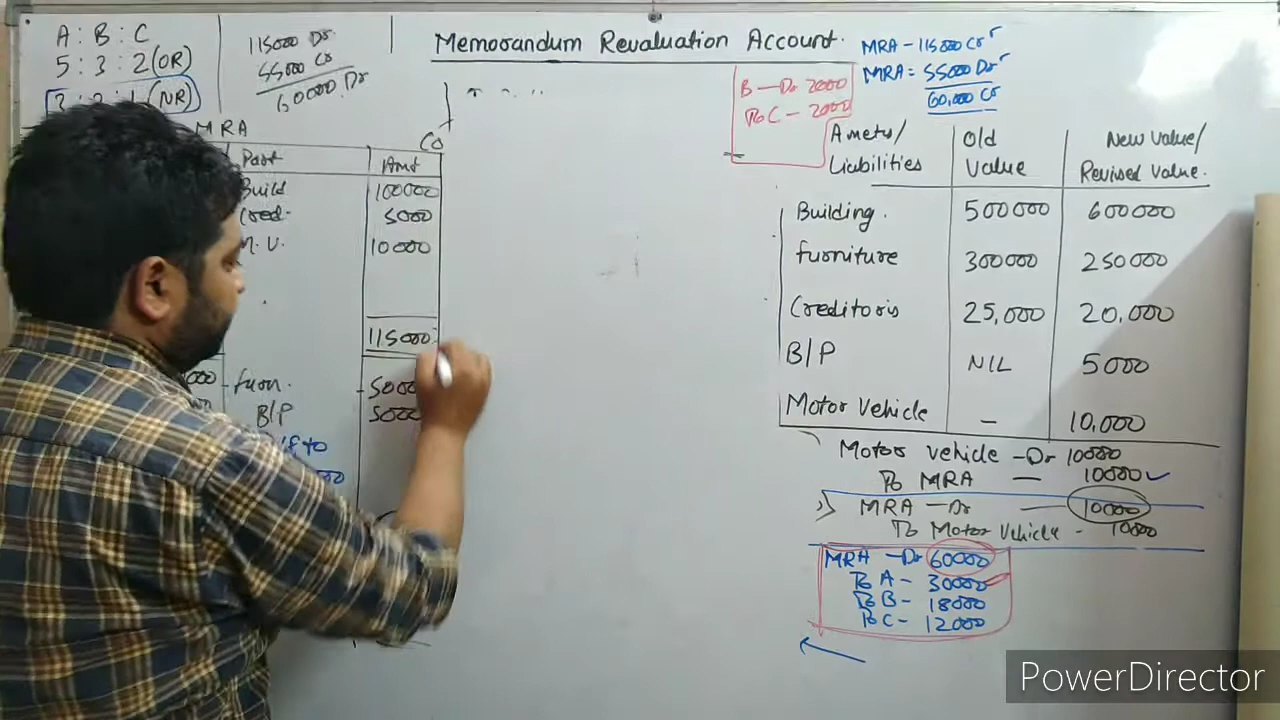 A : B : C
5 : 3 : 2 (OR)
(NR)
115000 Dr
55000 Cr
60000 Dr
Memorandum Revaluation Account.
MRA - 115000 Cr
MRA = 55000 Dr
60,000 Cr
B - Dr 2000
To C - 2000
MRA
Cr
Part Amt
Build 100000
Cred. 5000
M. V. 10000
115000
Furn. 5000
B/P 5000
to
Assets/ Liabilities Old Value New Value/ Revised Value.
Building. 500000 600000
Furniture 300000 250000
Creditors 25,000 20,000
B/P NIL 5000
Motor Vehicle - 10,000
Motor Vehicle - Dr 10000
To MRA - 10000
MRA - Dr - 10000
To Motor Vehicle - 10000
MRA - Dr 60000
To A - 30000
To B - 18000
To C - 12000
PowerDirector